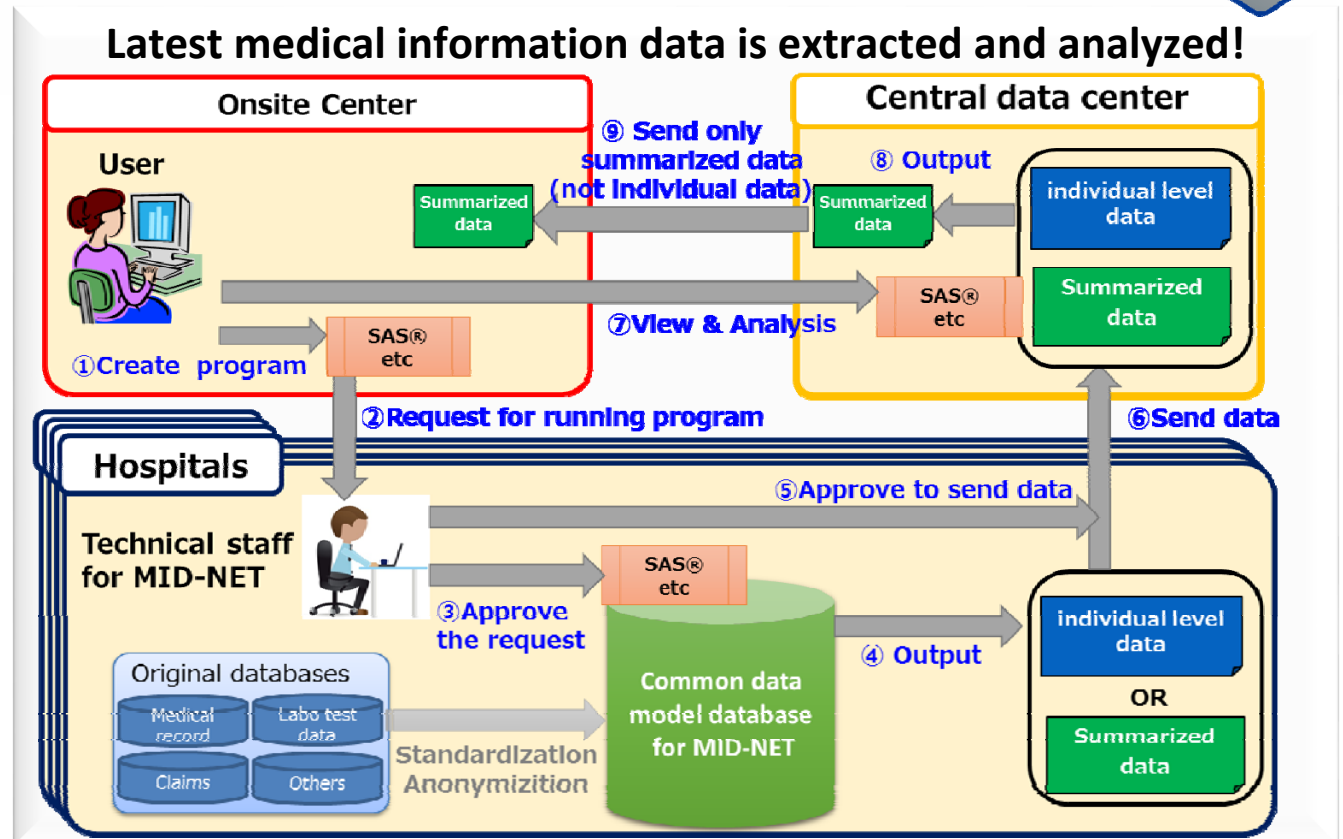 Latest medical information data is extracted and analyzed!
Onsite Center
User
①Create program
SAS®
etc
Summarized
data
⑨ Send only
summarized data
(not individual data)
⑦View & Analysis
Central data center
⑧ Output
Summarized
data
individual level
data
Summarized
data
SAS®
etc
②Request for running program
⑥Send data
Hospitals
Technical staff
for MID-NET
⑤Approve to send data
③Approve
the request
SAS®
etc
④ Output
Original databases
Medical
record
Labo test
data
Claims
Others
Standardization
Anonymizition
Common data
model database
for MID-NET
individual level
data
OR
Summarized
data